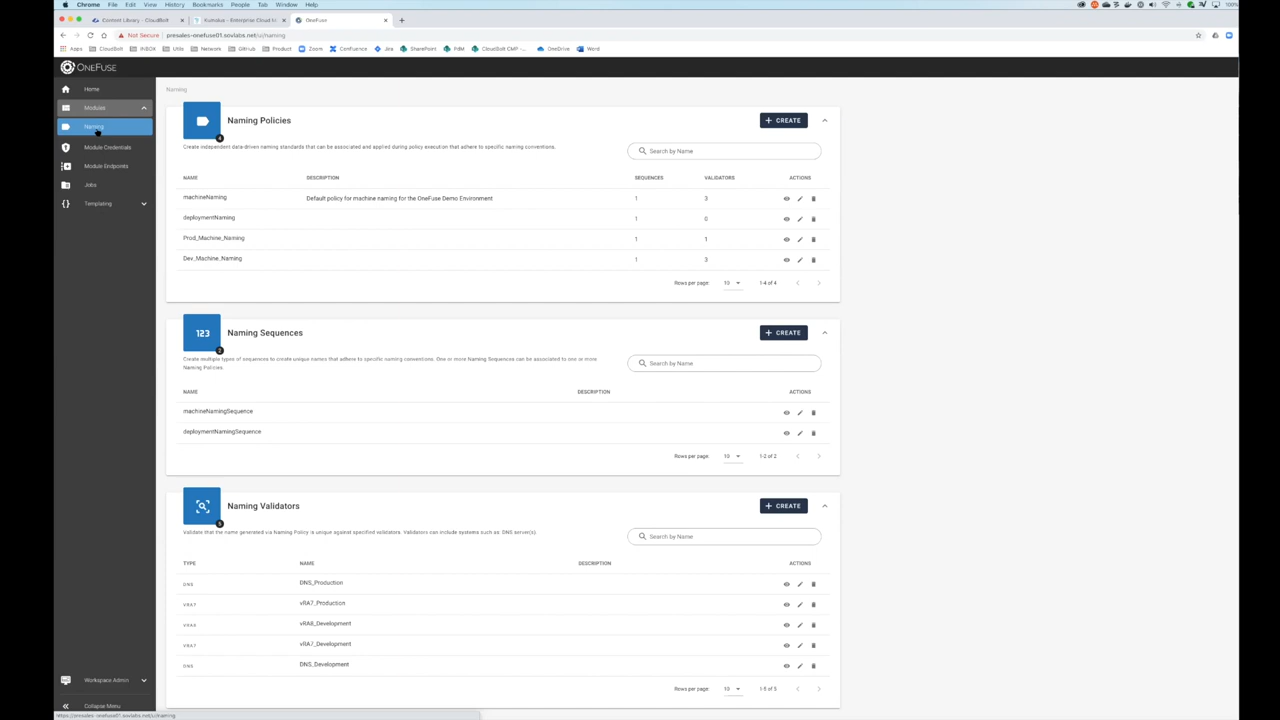 Chrome File Edit View History Bookmarks People Tab Window Help
100%
Content Library - CloudBolt
OneFuse
Not Secure presales-onefuse01.sovlabs.net/ui/naming
Apps CloudBolt INBOX Utils Network GitHub Product Zoom Confluence Jira SharePoint PdM CloudBolt CMP –... OneDrive Word
ONEFUSE
Home
Modules
Naming
Module Credentials
Module Endpoints
Jobs
Templating
Naming
Naming Policies
+ CREATE
4
Create independent data driven naming standards that can be associated and applied during policy execution that adhere to specific naming conventions.
Search by Name
NAME DESCRIPTION SEQUENCES VALIDATORS ACTIONS
machineNaming Default policy for machine naming for the OneFuse Demo Environment 1 3
deploymentNaming 1 0
Prod_Machine_Naming 1 1
Dev_Machine_Naming 1 3
Rows per page: 10 1-4 of 4
123
Naming Sequences
+ CREATE
2
Create multiple types of sequences to create unique names that adhere to specific naming conventions. One or more Naming Sequences can be associated to one or more
Naming Policies.
Search by Name
NAME DESCRIPTION ACTIONS
machineNamingSequence
deploymentNamingSequence
Rows per page: 10 1-2 of 2
Naming Validators
+ CREATE
5
Validate that the name generated via Naming Policy is unique against specified validators. Validators can include systems such as: DNS server(s).
Search by Name
TYPE NAME DESCRIPTION ACTIONS
DNS DNS_Production
VRA7 vRA7_Production
VRA8 vRA8_Development
VRA7 vRA7_Development
DNS DNS_Development
Rows per page: 10 1-5 of 5
Workspace Admin
Collapse Menu
https://presales-onefuse01.sovlabs.net/ui/naming